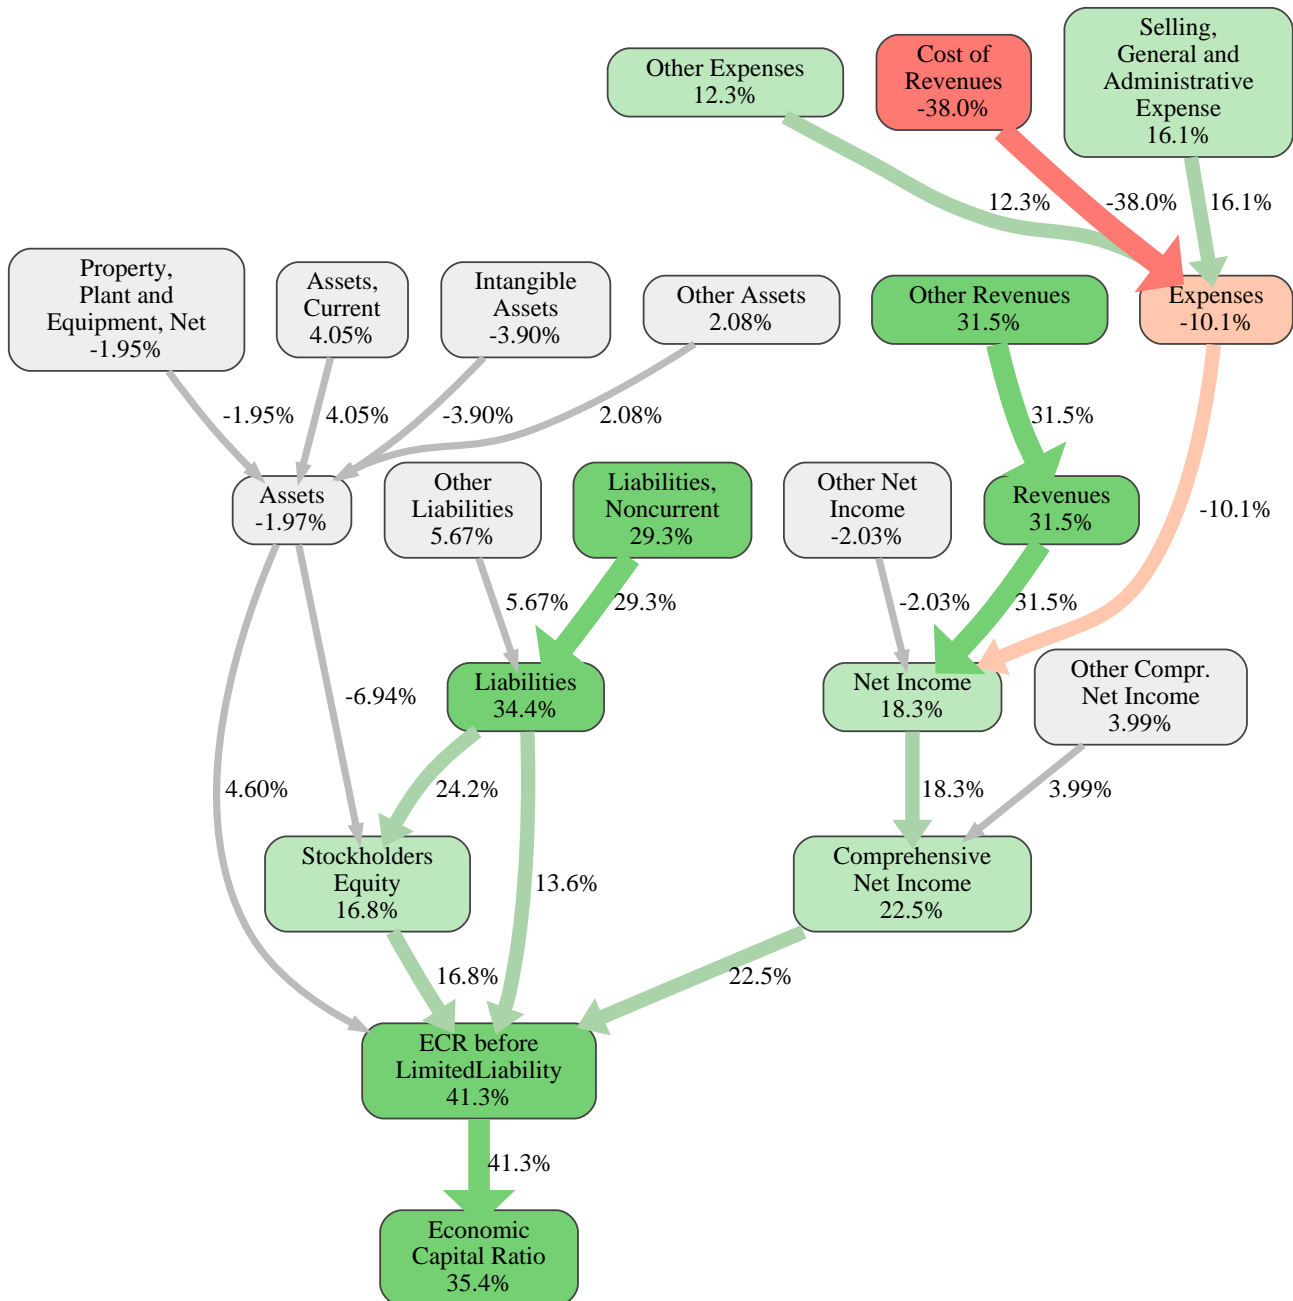 Other Expenses
12.3%
Cost of
Revenues
-38.0%
Selling,
General and
Administrative
Expense
16.1%
12.3%
-38.0%
16.1%
Property,
Plant and
Equipment, Net
-1.95%
Assets,
Current
4.05%
Intangible
Assets
-3.90%
Other Assets
2.08%
Other Revenues
31.5%
Expenses
-10.1%
-1.95%
4.05%
-3.90%
2.08%
31.5%
-10.1%
Assets
-1.97%
Other
Liabilities
5.67%
Liabilities,
Noncurrent
29.3%
Other Net
Income
-2.03%
Revenues
31.5%
5.67%
29.3%
-2.03%
31.5%
-6.94%
Liabilities
34.4%
Net Income
18.3%
Other Compr.
Net Income
3.99%
4.60%
24.2%
18.3%
3.99%
Stockholders
Equity
16.8%
13.6%
Comprehensive
Net Income
22.5%
16.8%
22.5%
ECR before
LimitedLiability
41.3%
41.3%
Economic
Capital Ratio
35.4%